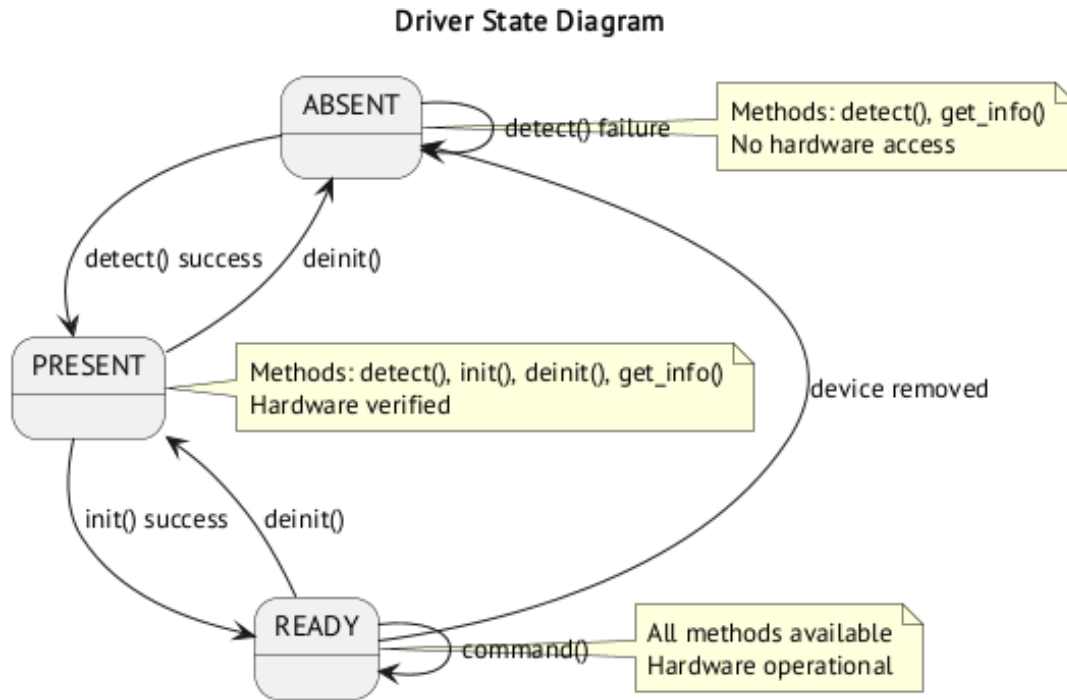 Driver State Diagram
ABSENT
detect() failure
Methods: detect(), get_info()
No hardware access
detect() success
deinit()
PRESENT
Methods: detect(), init(), deinit(), get_info()
Hardware verified
device removed
init() success
deinit()
READY
command()
All methods available
Hardware operational